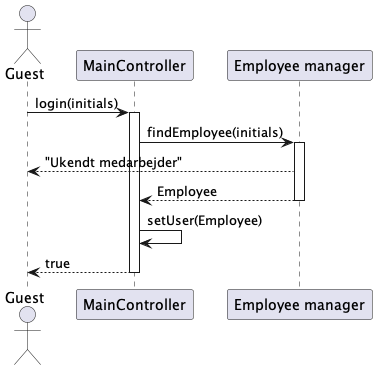 Guest
MainController
Employee manager
login(initials)
findEmployee(initials)
"Ukendt medarbejder"
Employee
setUser(Employee)
true
Guest
MainController
Employee manager